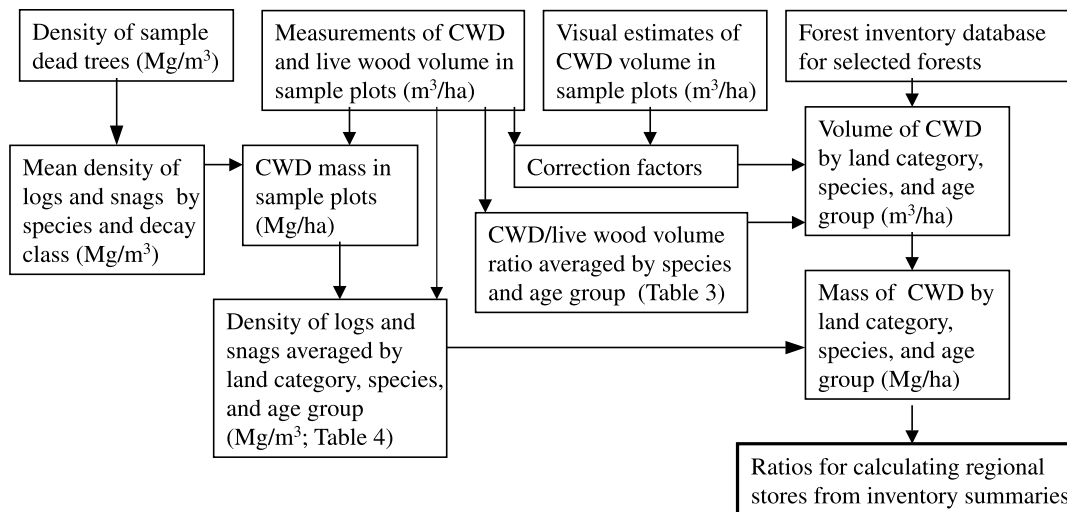 Density of sample
dead trees (Mg/m³)
Measurements of CWD
and live wood volume in
sample plots (m³/ha)
Visual estimates of
CWD volume in
sample plots (m³/ha)
Forest inventory database
for selected forests
Mean density of
logs and snags by
species and decay
class (Mg/m³)
CWD mass in
sample plots
(Mg/ha)
Correction factors
Volume of CWD
by land category,
species, and age
group (m³/ha)
CWD/live wood volume
ratio averaged by species
and age group (Table 3)
Density of logs and
snags averaged by
land category, species,
and age group
(Mg/m³; Table 4)
Mass of CWD by
land category,
species, and age
group (Mg/ha)
Ratios for calculating regional
stores from inventory summaries